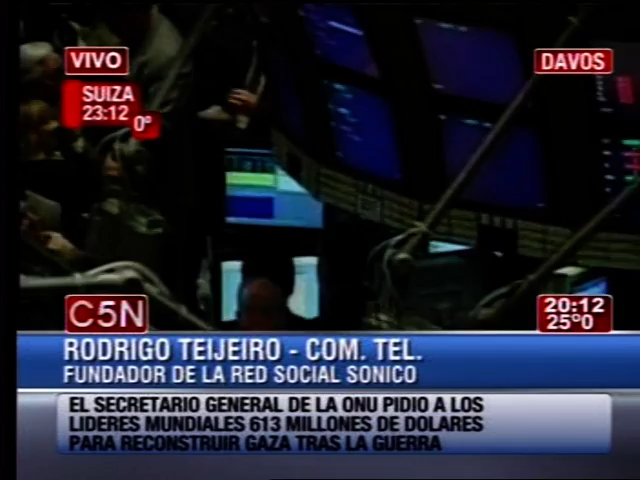 VIVO
DAVOS
SUIZA
23:12
0°
C5N
20:12
25º0
RODRIGO TEIJEIRO - COM. TEL.
FUNDADOR DE LA RED SOCIAL SONICO
EL SECRETARIO GENERAL DE LA ONU PIDIO A LOS
LIDERES MUNDIALES 613 MILLONES DE DOLARES
PARA RECONSTRUIR GAZA TRAS LA GUERRA